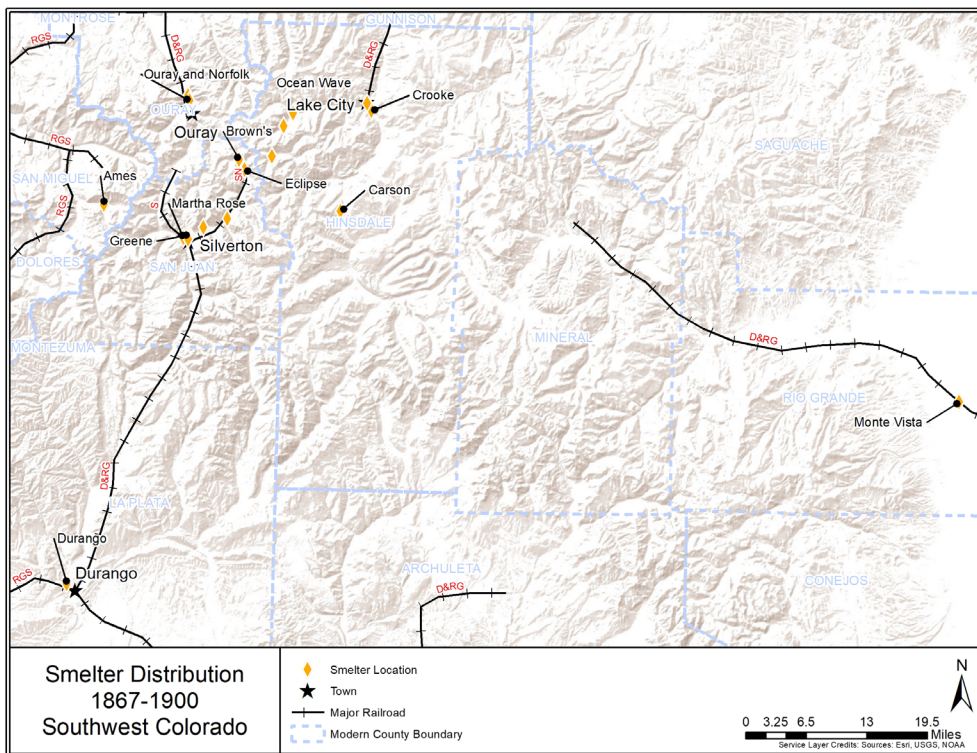 MONTROSE
GUNNISON
RGS
D&RG
D&RG
Ouray and Norfolk
Ocean Wave
Lake City
Crooke
OURAY
Ouray
Brown's
RGS
SAGUACHE
SN
SAN MIGUEL
Ames
Eclipse
Carson
RGS
S
Martha Rose
HINSDALE
Greene
Silverton
DOLORES
SAN JUAN
MONTEZUMA
MINERAL
D&RG
RIO GRANDE
Monte Vista
D&RG
LA PLATA
Durango
Durango
RGS
ARCHULETA
D&RG
CONEJOS
Smelter Distribution
1867-1900
Southwest Colorado
Smelter Location
Town
Major Railroad
Modern County Boundary
N
0 3.25 6.5 13 19.5
Miles
Service Layer Credits: Sources: Esri, USGS, NOAA